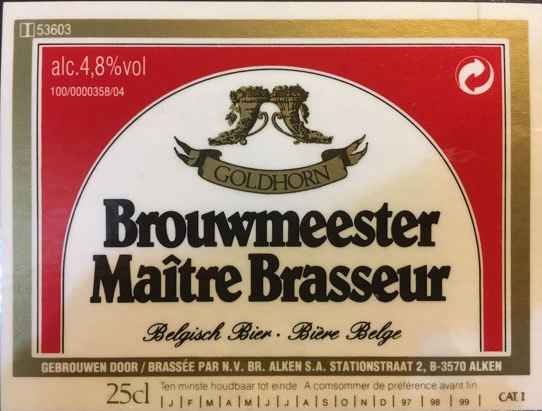 53603
alc.4,8%vol
100/0000358/04
GOLDHORN
Brouwmeester
Maître Brasseur
Belgisch Bier · Bière Belge
GEBROUWEN DOOR / BRASSÉE PAR N.V. BR. ALKEN S.A. STATIONSTRAAT 2, B-3570 ALKEN
25cl Ten minste houdbaar tot einde A consommer de préférence avant fin CAT. I
| J | F | M | A | M | J | J | A | S | O | N | D | 97 | 98 | 99 |